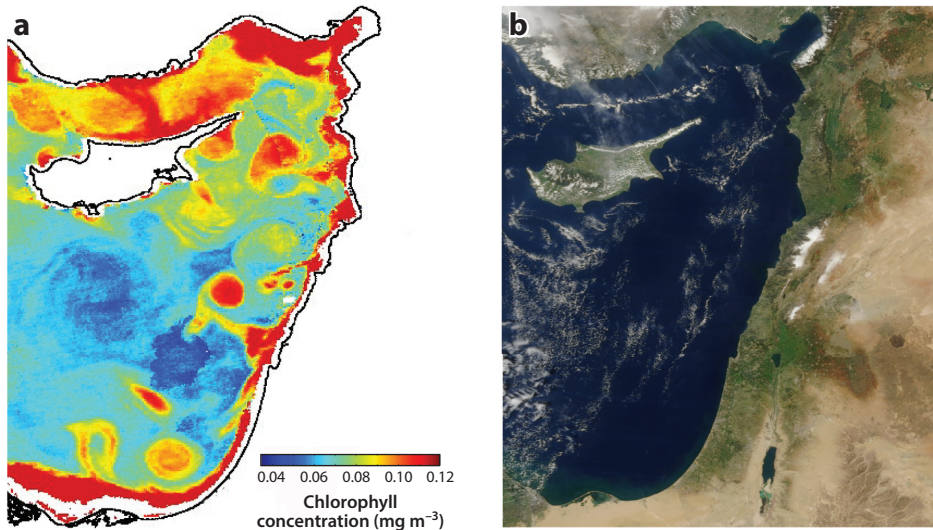 a
b
0.04 0.06 0.08 0.10 0.12
Chlorophyll
concentration (mg m–3)